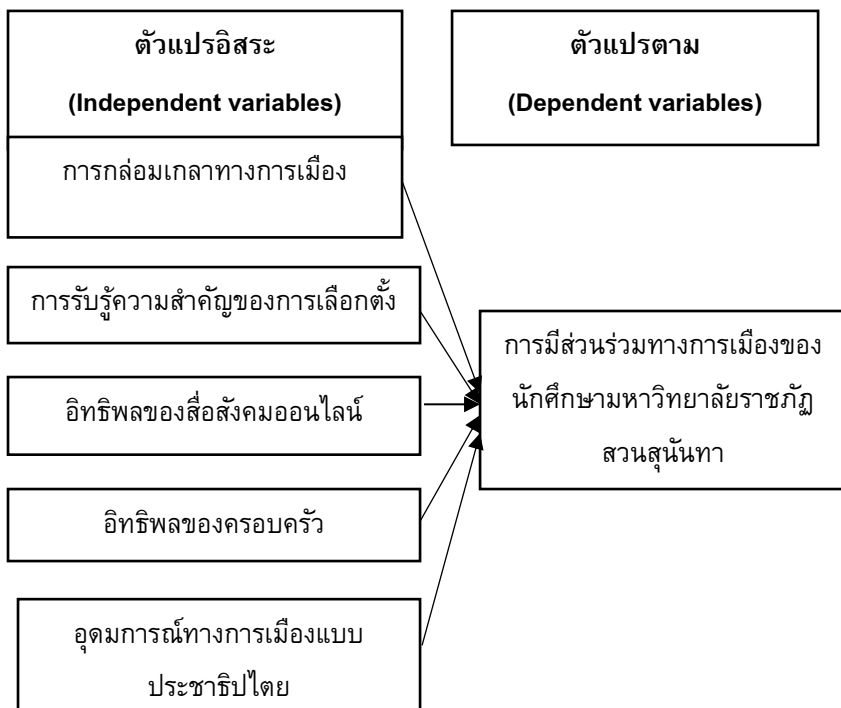 ตัวแปรอิสระ
(Independent variables)
ตัวแปรตาม
(Dependent variables)
การกล่อมเกลาทางการเมือง
การรับรู้ความสำคัญของการเลือกตั้ง
อิทธิพลของสื่อสังคมออนไลน์
อิทธิพลของครอบครัว
อุดมการณ์ทางการเมืองแบบ
ประชาธิปไตย
การมีส่วนร่วมทางการเมืองของ
นักศึกษามหาวิทยาลัยราชภัฏ
สวนสุนันทา